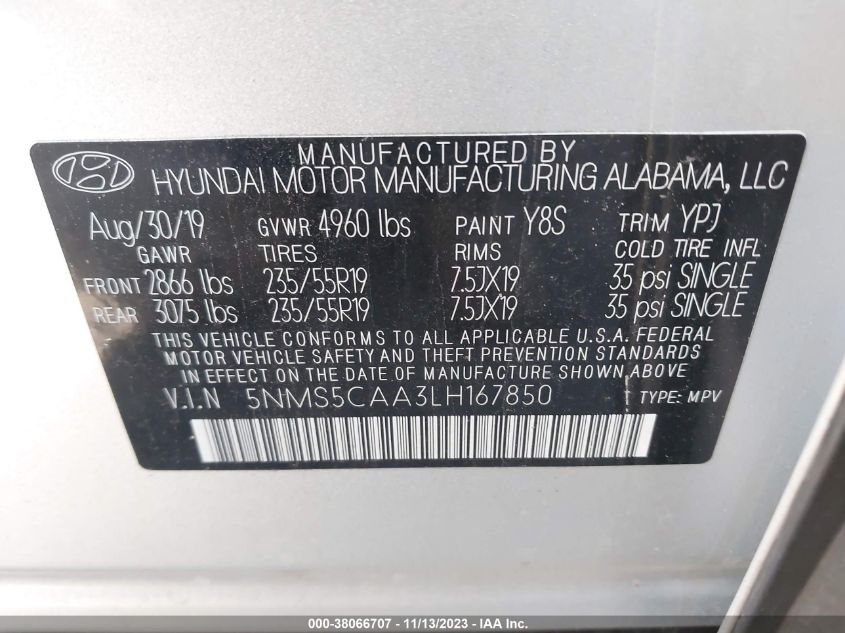 MANUFACTURED BY
HYUNDAI MOTOR MANUFACTURING ALABAMA, LLC
Aug/30/19 GVWR 4960 lbs PAINT Y8S TRIM YPJ
GAWR TIRES RIMS COLD TIRE INFL
FRONT 2866 lbs 235/55R19 7.5JX19 35 psi SINGLE
REAR 3075 lbs 235/55R19 7.5JX19 35 psi SINGLE
THIS VEHICLE CONFORMS TO ALL APPLICABLE U.S.A. FEDERAL
MOTOR VEHICLE SAFETY AND THEFT PREVENTION STANDARDS
IN EFFECT ON THE DATE OF MANUFACTURE SHOWN ABOVE.
V.I.N 5NMS5CAA3LH167850 TYPE: MPV
000-38066707 - 11/13/2023 - IAA Inc.